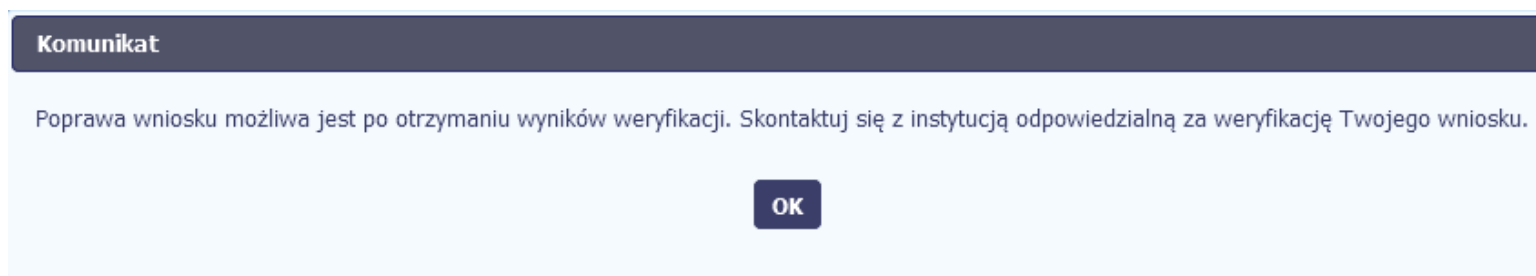 Komunikat
Poprawa wniosku możliwa jest po otrzymaniu wyników weryfikacji. Skontaktuj się z instytucją odpowiedzialną za weryfikację Twojego wniosku.
OK